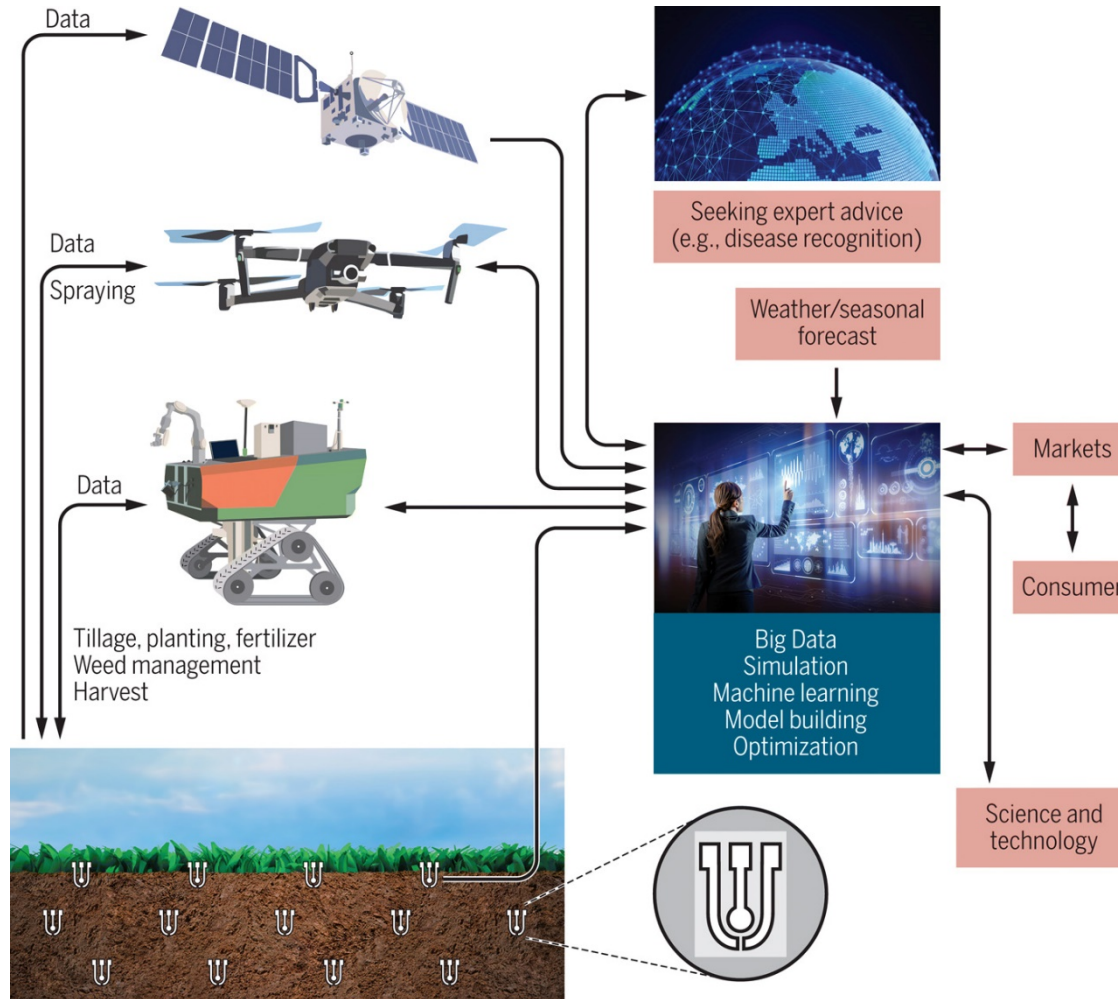 Data
Data
Spraying
Data
Tillage, planting, fertilizer
Weed management
Harvest
Seeking expert advice
(e.g., disease recognition)
Weather/seasonal
forecast
Markets
Consumer
Big Data
Simulation
Machine learning
Model building
Optimization
Science and
technology